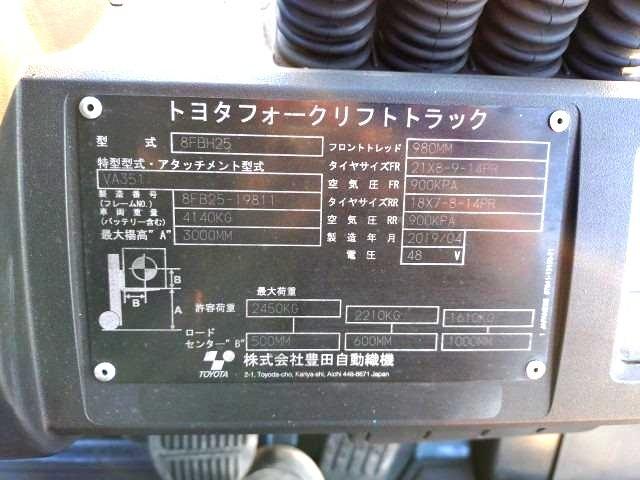 トヨタフォークリフトトラック
型式 8FBH25
特型型式・アタッチメント型式
VA351
製造番号
(フレームNO.) 8FB25-19811
車両重量
(バッテリー含む) 4140KG
最大揚高"A" 3000MM
フロントトレッド 980MM
タイヤサイズFR 21X8-9-14PR
空気圧FR 900KPA
タイヤサイズRR 18X7-8-14PR
空気圧RR 900KPA
製造年月 2019/04
電圧 48 V
B
B
A
最大荷重
許容荷重 2450KG 2210KG 1610KG
ロード
センター"B" 500MM 600MM 1000MM
TOYOTA 株式会社豊田自動織機
2-1, Toyoda-cho, Kariya-shi, Aichi 448-8671 Japan